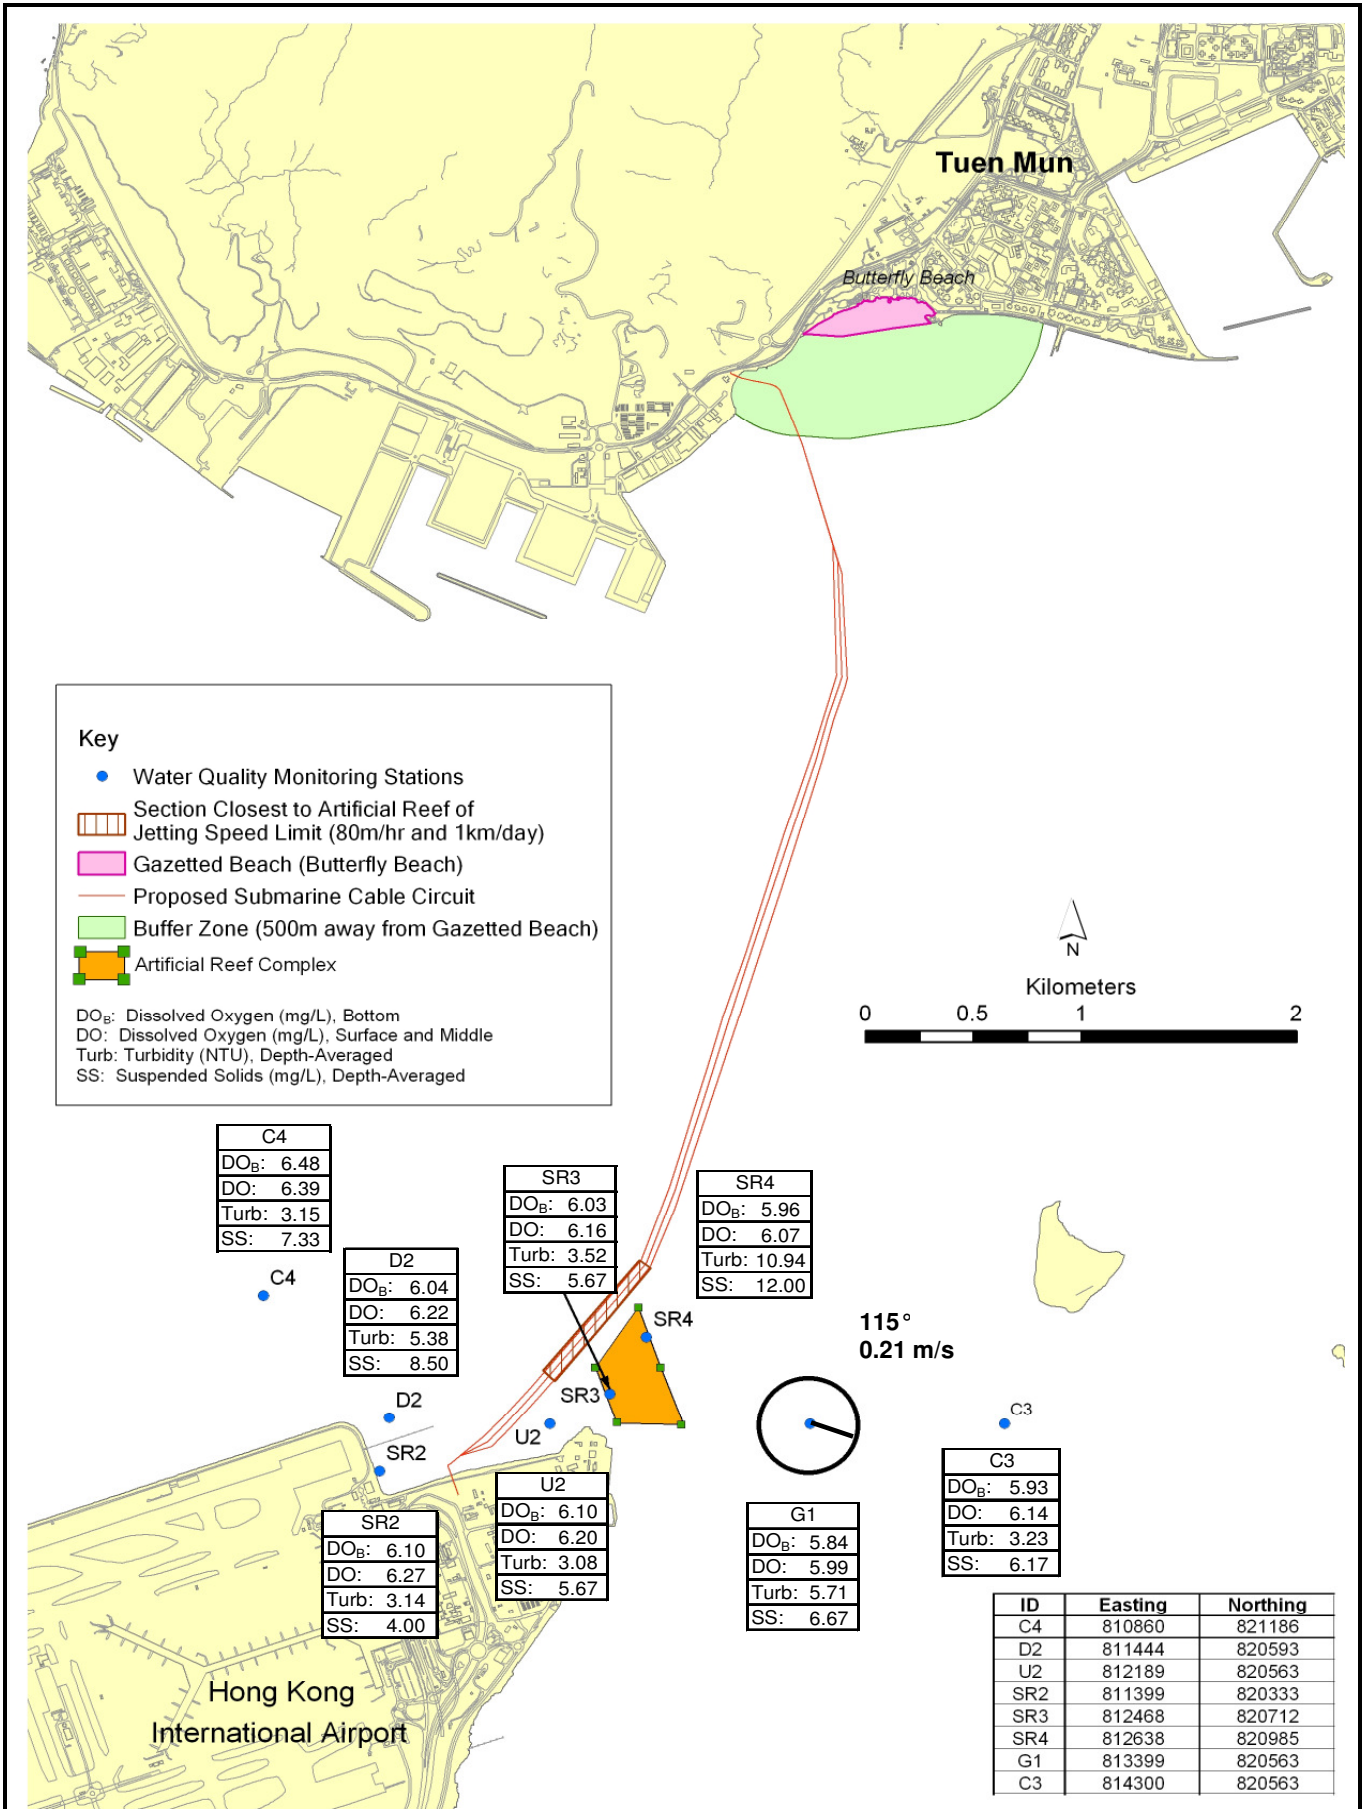 Tuen Mun
Butterfly Beach
Key
Water Quality Monitoring Stations
Section Closest to Artificial Reef of
Jetting Speed Limit (80m/hr and 1km/day)
Gazetted Beach (Butterfly Beach)
Proposed Submarine Cable Circuit
Buffer Zone (500m away from Gazetted Beach)
Artificial Reef Complex
DOB: Dissolved Oxygen (mg/L), Bottom
DO: Dissolved Oxygen (mg/L), Surface and Middle
Turb: Turbidity (NTU), Depth-Averaged
SS: Suspended Solids (mg/L), Depth-Averaged
N
Kilometers
0 0.5 1 2
C4
DOB: 6.48
DO: 6.39
Turb: 3.15
SS: 7.33
C4
D2
DOB: 6.04
DO: 6.22
Turb: 5.38
SS: 8.50
D2
SR3
DOB: 6.03
DO: 6.16
Turb: 3.52
SS: 5.67
SR3
SR4
DOB: 5.96
DO: 6.07
Turb: 10.94
SS: 12.00
SR4
115°
0.21 m/s
C3
U2
SR2
SR2
DOB: 6.10
DO: 6.27
Turb: 3.14
SS: 4.00
U2
DOB: 6.10
DO: 6.20
Turb: 3.08
SS: 5.67
G1
DOB: 5.84
DO: 5.99
Turb: 5.71
SS: 6.67
C3
DOB: 5.93
DO: 6.14
Turb: 3.23
SS: 6.17
Hong Kong
International Airport
ID Easting Northing
C4 810860 821186
D2 811444 820593
U2 812189 820563
SR2 811399 820333
SR3 812468 820712
SR4 812638 820985
G1 813399 820563
C3 814300 820563